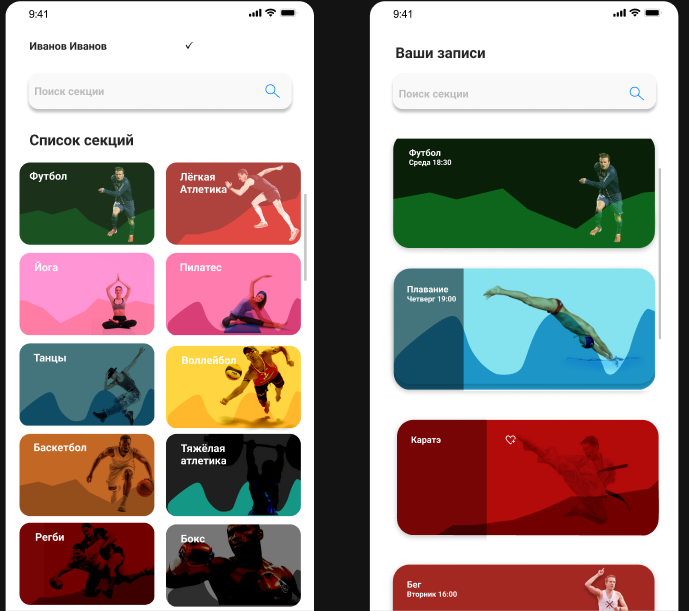 9:41
Иванов Иванов
Поиск секции
Список секций
Футбол
Лёгкая
Атлетика
Йога
Пилатес
Танцы
Воллейбол
Баскетбол
Тяжёлая
атлетика
Регби
Бокс
9:41
Ваши записи
Поиск секции
Футбол
Среда 18:30
Плавание
Четверг 19:00
Каратэ
Бег
Вторник 16:00